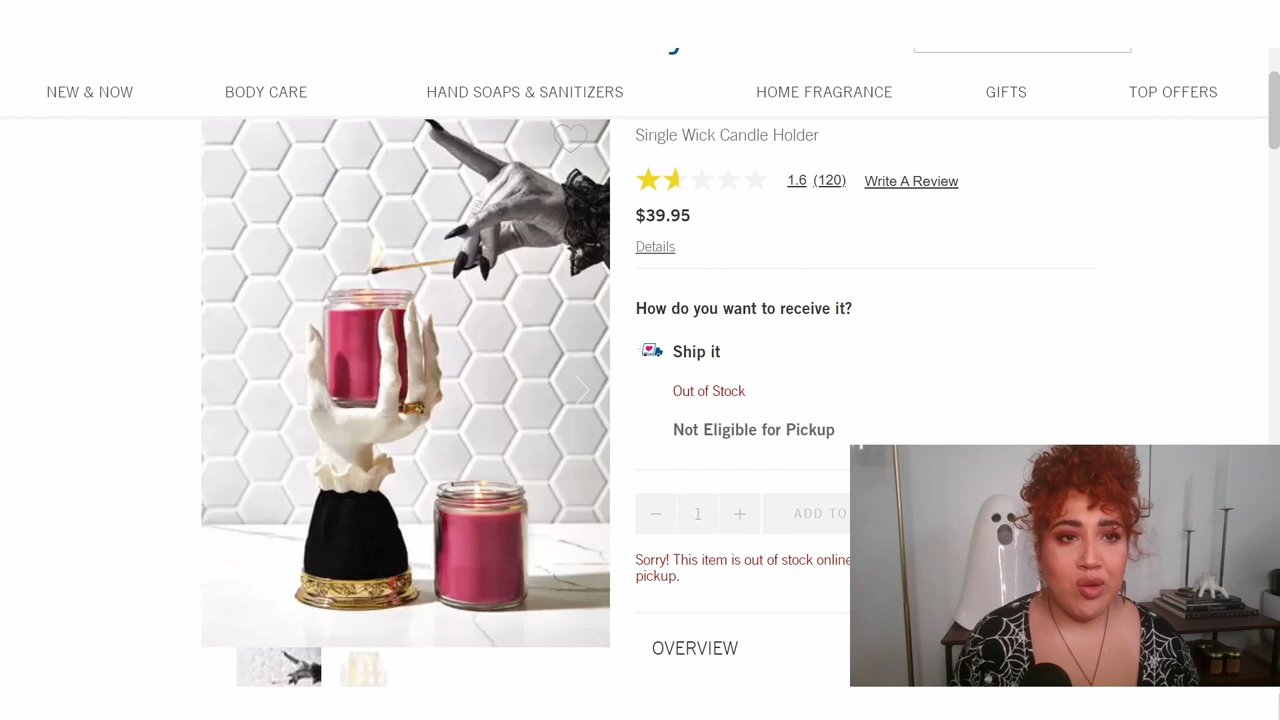 NEW & NOW BODY CARE HAND SOAPS & SANITIZERS HOME FRAGRANCE GIFTS TOP OFFERS
Single Wick Candle Holder
1.6 (120) Write A Review
$39.95
Details
How do you want to receive it?
Ship it
Out of Stock
Not Eligible for Pickup
− 1 + ADD TO
Sorry! This item is out of stock online
pickup.
OVERVIEW